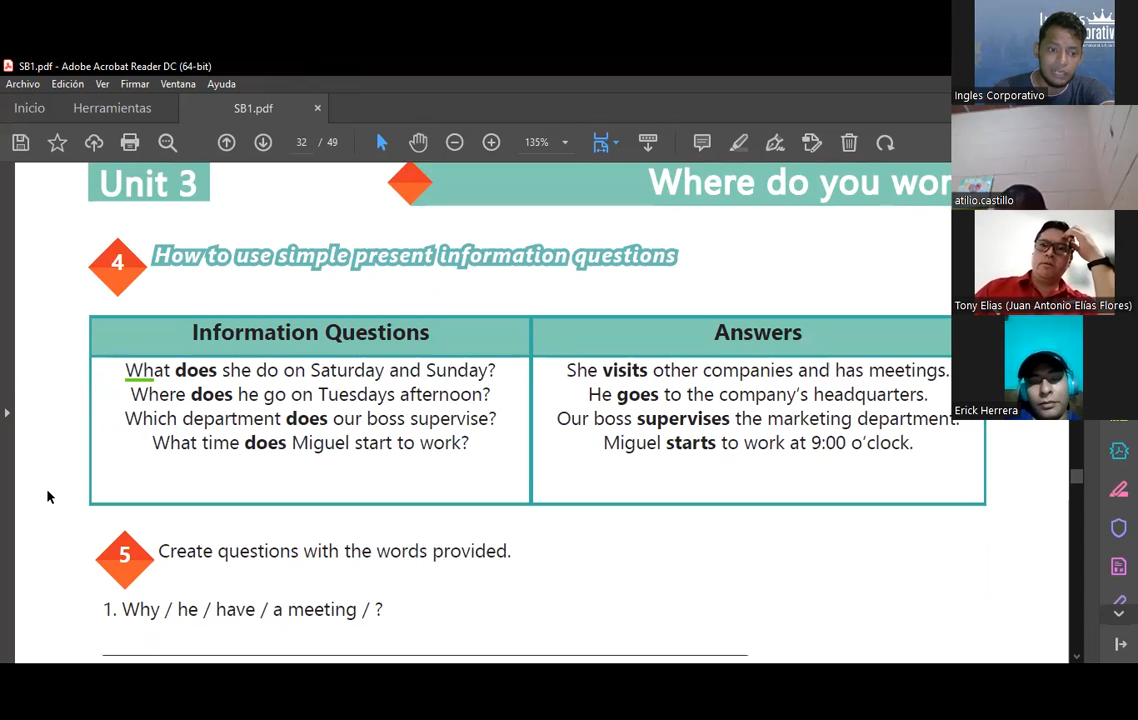 SB1.pdf - Adobe Acrobat Reader DC (64-bit)
Archivo Edición Ver Firmar Ventana Ayuda
Inicio Herramientas SB1.pdf ×
32 / 49 135%
Unit 3 Where do you wor
4 How to use simple present information questions
Information Questions Answers
What does she do on Saturday and Sunday? She visits other companies and has meetings.
Where does he go on Tuesdays afternoon? He goes to the company's headquarters.
Which department does our boss supervise? Our boss supervises the marketing department.
What time does Miguel start to work? Miguel starts to work at 9:00 o'clock.
5 Create questions with the words provided.
1. Why / he / have / a meeting / ?
Ingles Corporativo
atilio.castillo
Tony Elias (Juan Antonio Elías Flores)
Erick Herrera